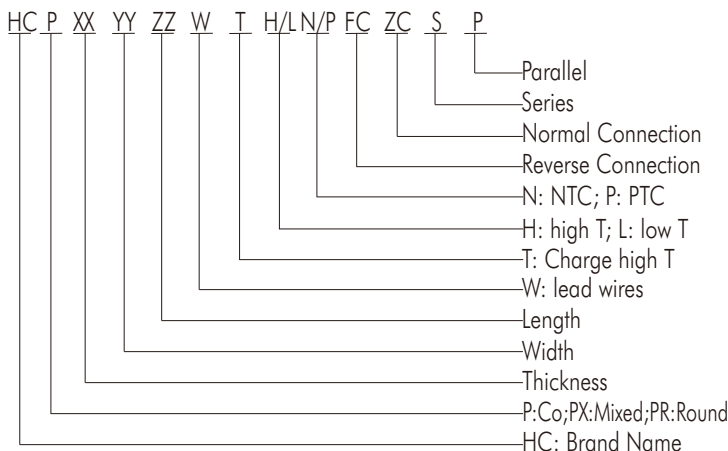 HC P XX YY ZZ W T H/L N/P FC ZC S P
Parallel
Series
Normal Connection
Reverse Connection
N: NTC; P: PTC
H: high T; L: low T
T: Charge high T
W: lead wires
Length
Width
Thickness
P:Co;PX:Mixed;PR:Round
HC: Brand Name